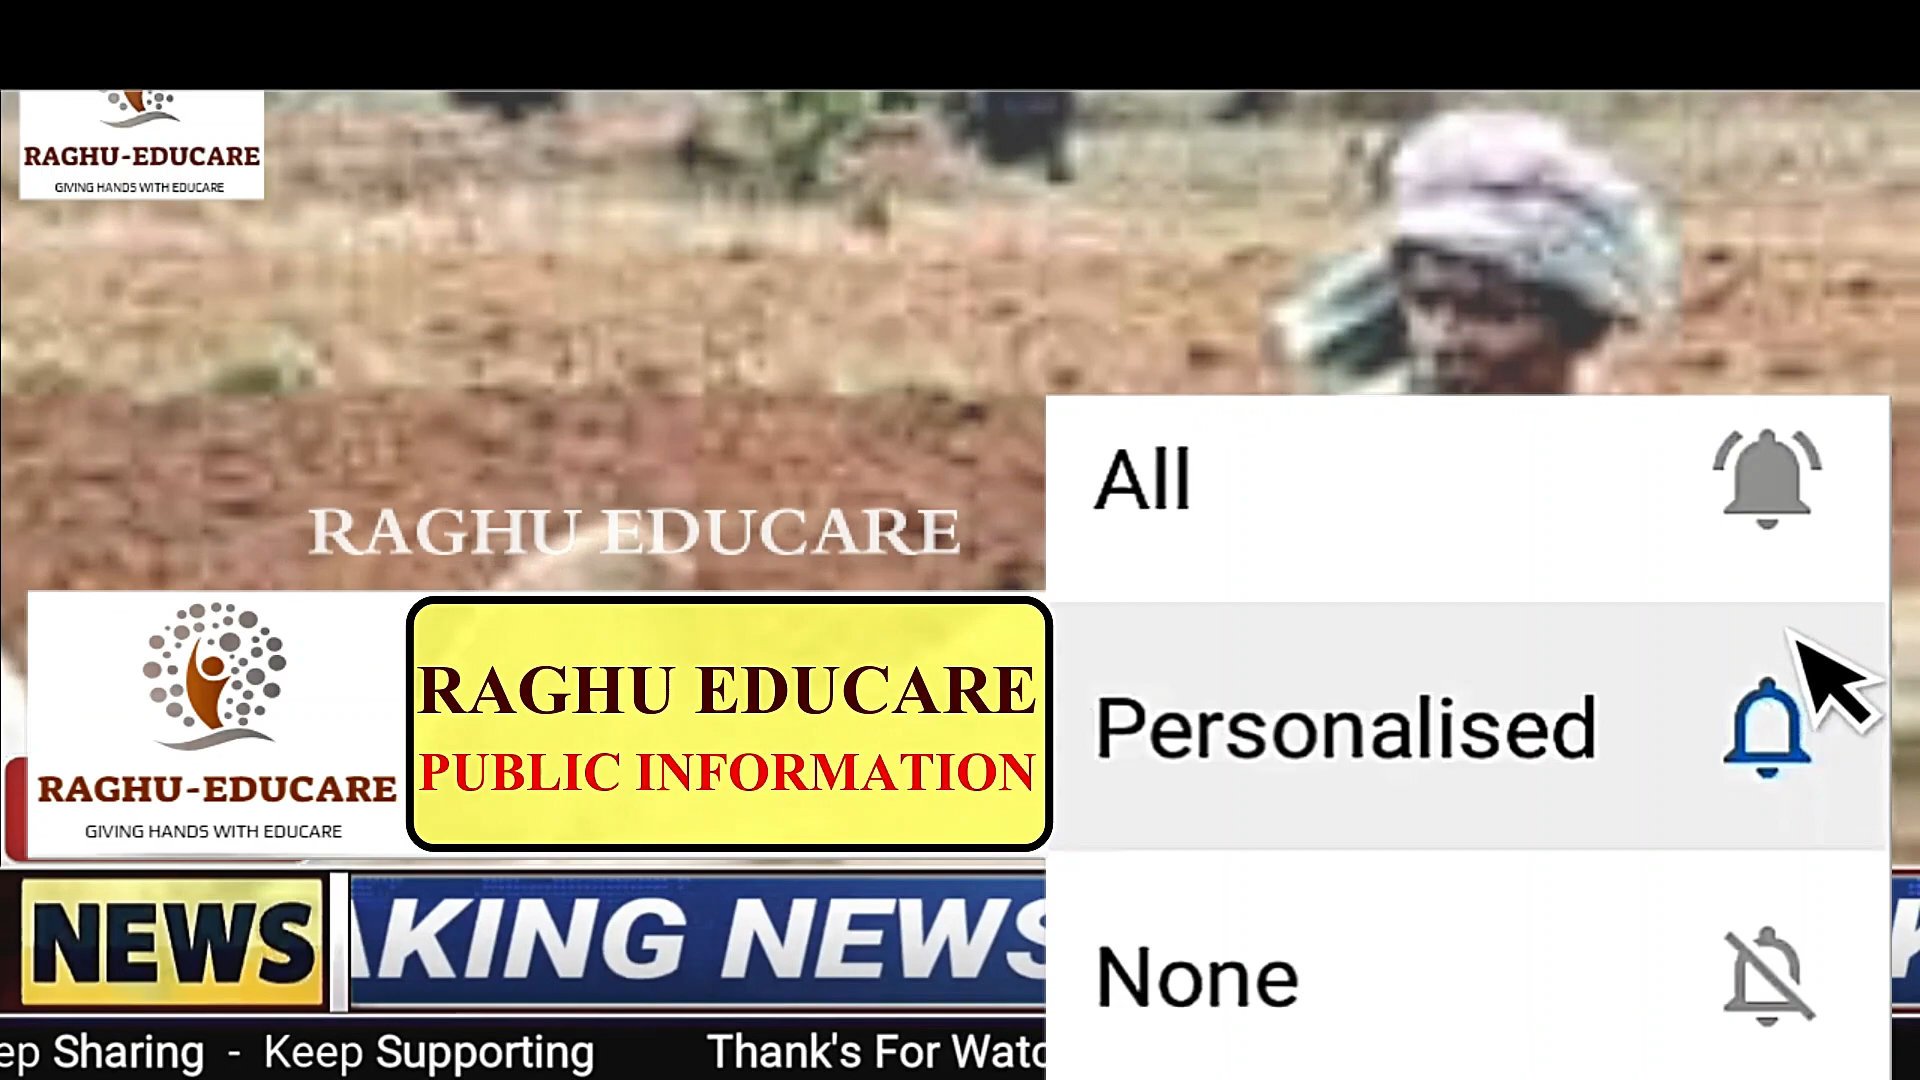 RAGHU-EDUCARE
GIVING HANDS WITH EDUCARE
RAGHU EDUCARE
RAGHU-EDUCARE
GIVING HANDS WITH EDUCARE
RAGHU EDUCARE
PUBLIC INFORMATION
All
Personalised
None
NEWS
AKING NEWS
ep Sharing - Keep Supporting Thank's For Watc